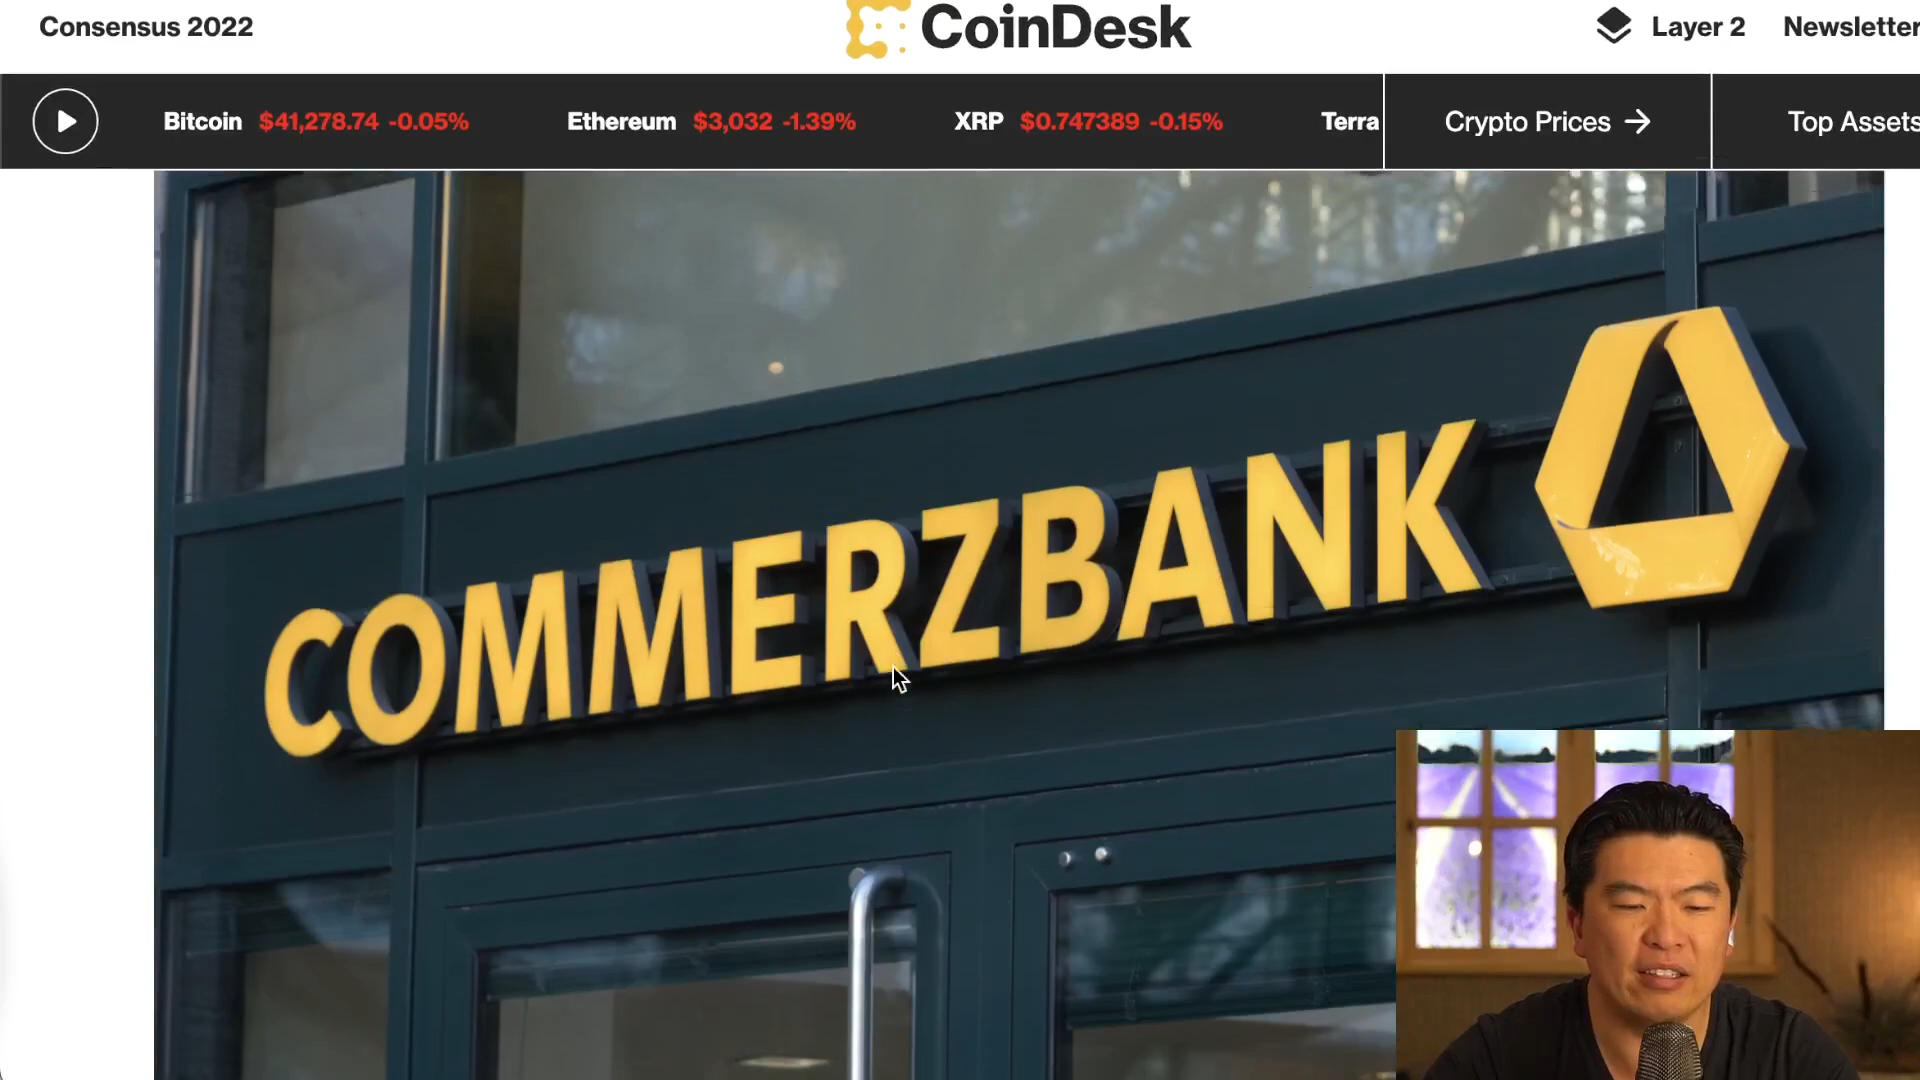 Consensus 2022
CoinDesk
Layer 2
Newsletter
Bitcoin $41,278.74 -0.05%
Ethereum $3,032 -1.39%
XRP $0.747389 -0.15%
Terra
Crypto Prices →
Top Assets
COMMERZBANK